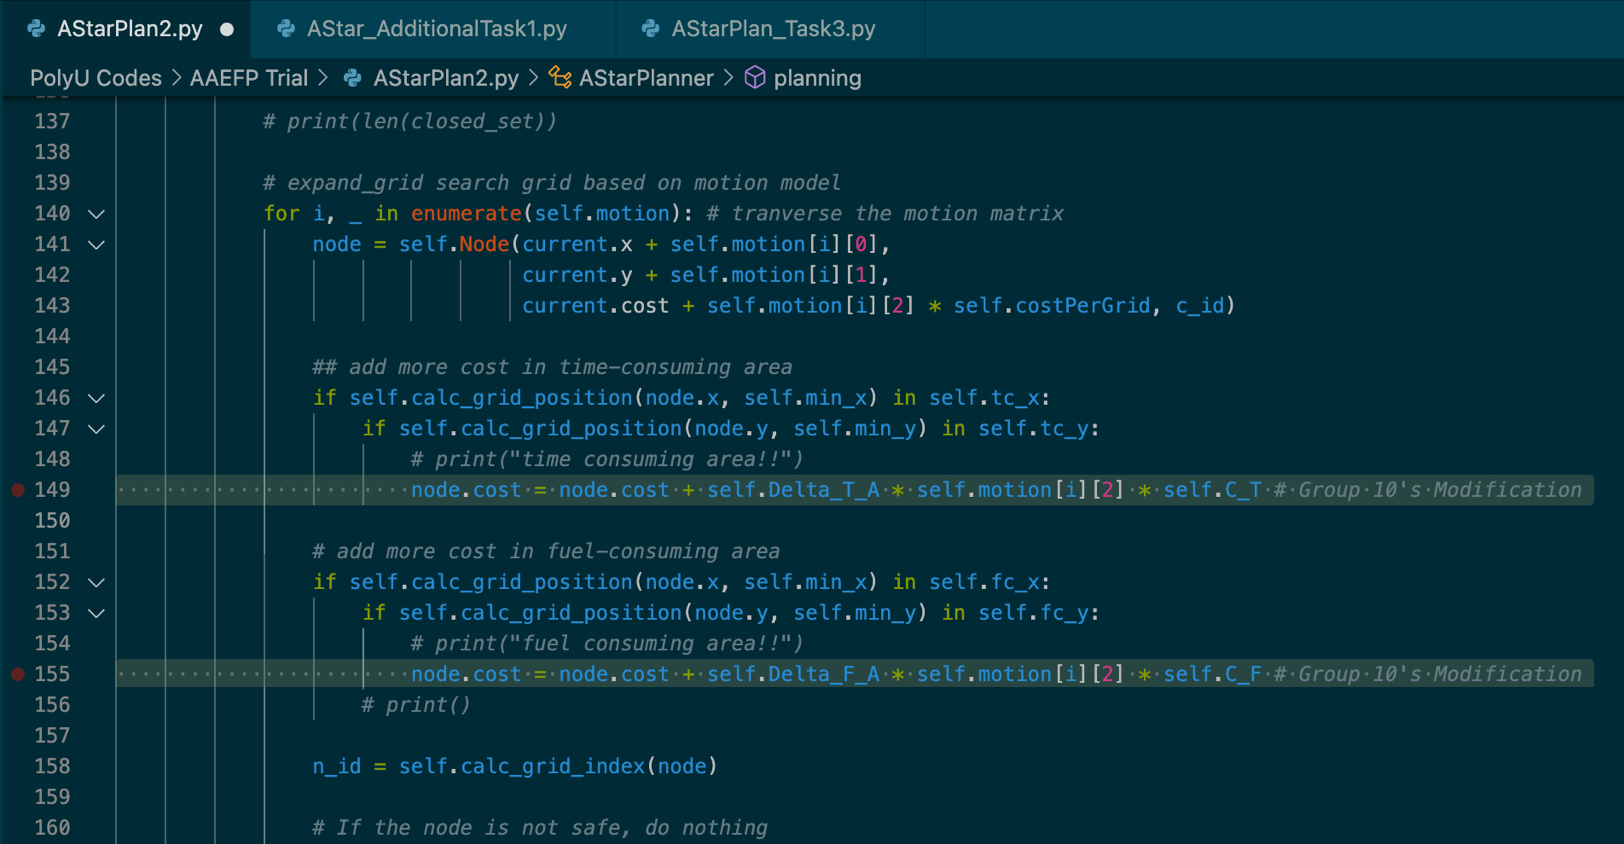 AStarPlan2.py AStar_AdditionalTask1.py AStarPlan_Task3.py
PolyU Codes > AAEFP Trial > AStarPlan2.py > AStarPlanner > planning
137 # print(len(closed_set))
138
139 # expand_grid search grid based on motion model
140 for i, _ in enumerate(self.motion): # tranverse the motion matrix
141 node = self.Node(current.x + self.motion[i][0],
142 current.y + self.motion[i][1],
143 current.cost + self.motion[i][2] * self.costPerGrid, c_id)
144
145 ## add more cost in time-consuming area
146 if self.calc_grid_position(node.x, self.min_x) in self.tc_x:
147 if self.calc_grid_position(node.y, self.min_y) in self.tc_y:
148 # print("time consuming area!!")
149 node.cost = node.cost + self.Delta_T_A * self.motion[i][2] * self.C_T # Group 10's Modification
150
151 # add more cost in fuel-consuming area
152 if self.calc_grid_position(node.x, self.min_x) in self.fc_x:
153 if self.calc_grid_position(node.y, self.min_y) in self.fc_y:
154 # print("fuel consuming area!!")
155 node.cost = node.cost + self.Delta_F_A * self.motion[i][2] * self.C_F # Group 10's Modification
156 # print()
157
158 n_id = self.calc_grid_index(node)
159
160 # If the node is not safe, do nothing